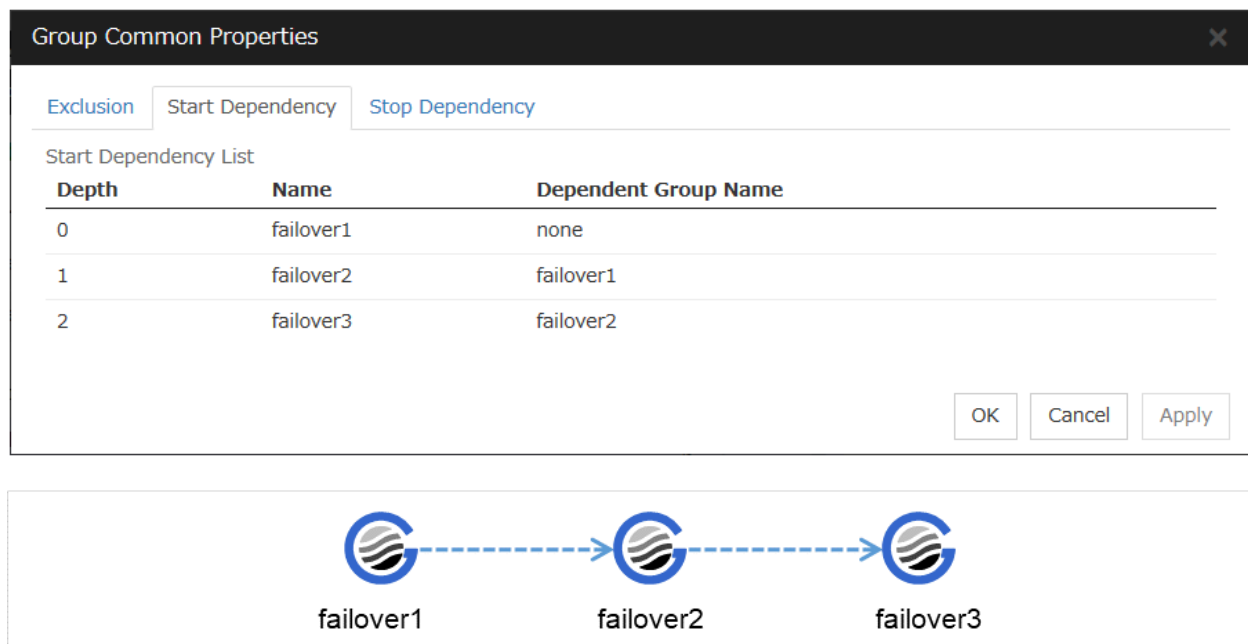 Group Common Properties
Exclusion Start Dependency Stop Dependency
Start Dependency List
Depth Name Dependent Group Name
0 failover1 none
1 failover2 failover1
2 failover3 failover2
OK Cancel Apply
failover1 failover2 failover3